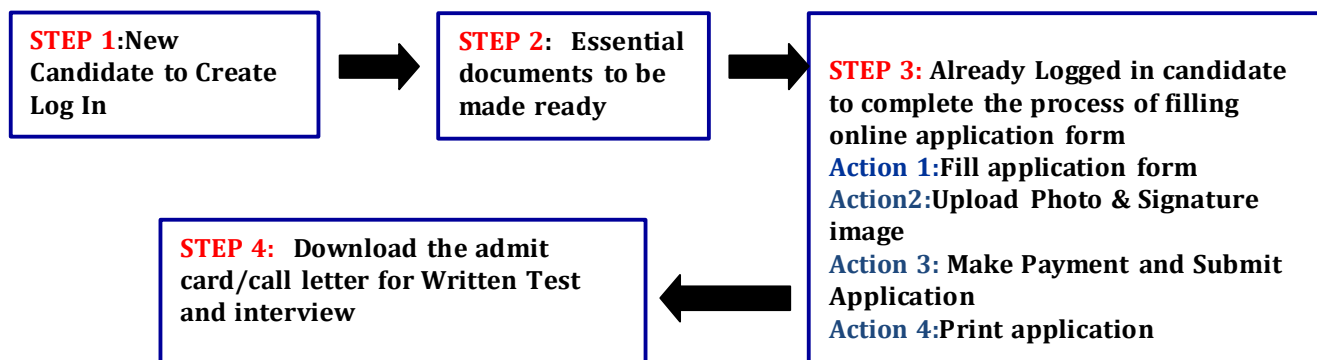 STEP 1:New
Candidate to Create
Log In
STEP 2: Essential
documents to be
made ready
STEP 3: Already Logged in candidate
to complete the process of filling
online application form
Action 1:Fill application form
Action2:Upload Photo & Signature
image
Action 3: Make Payment and Submit
Application
Action 4:Print application
STEP 4: Download the admit
card/call letter for Written Test
and interview